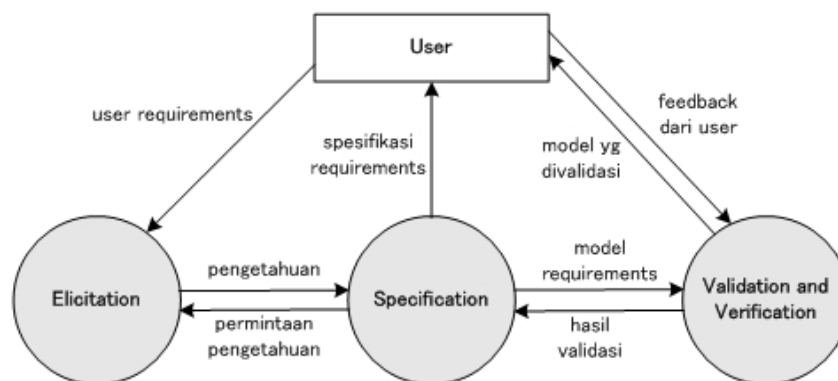 User
user requirements
spesifikasi
requirements
model yg
divalidasi
feedback
dari user
Elicitation
pengetahuan
permintaan
pengetahuan
Specification
model
requirements
hasil
validasi
Validation and
Verification